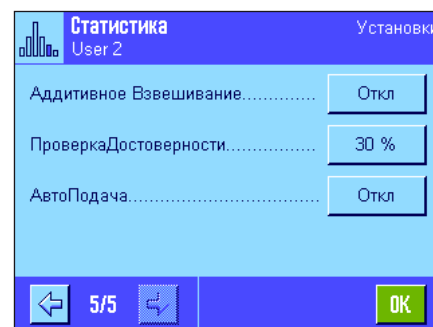 Статистика Установки
User 2
Аддитивное Взвешивание.............. Откл
ПроверкаДостоверности................. 30 %
АвтоПодача.................................... Откл
5/5 OK